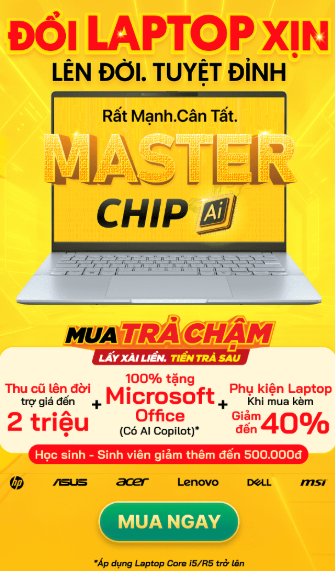 ĐỔI LAPTOP XỊN
LÊN ĐỜI. TUYỆT ĐỈNH
Rất Mạnh.Cân Tất.
MASTER
CHIP Ai
MUA TRẢ CHẬM
LẤY XÀI LIỀN. TIỀN TRẢ SAU
Thu cũ lên đời
trợ giá đến
2 triệu
+
100% tặng
Microsoft
Office
(Có AI Copilot)*
+
Phụ kiện Laptop
Khi mua kèm
Giảm đến 40%
Học sinh - Sinh viên giảm thêm đến 500.000đ
hp ASUS acer Lenovo DELL msi
MUA NGAY
*Áp dụng Laptop Core i5/R5 trở lên